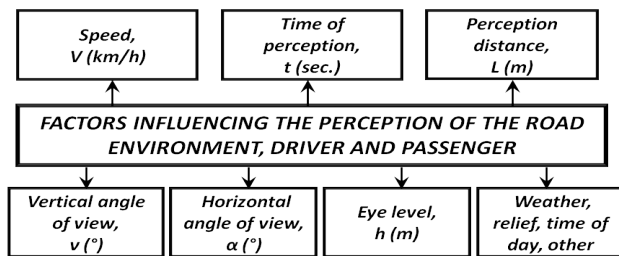 Speed,
V (km/h)
Time of
perception,
t (sec.)
Perception
distance,
L (m)
FACTORS INFLUENCING THE PERCEPTION OF THE ROAD
ENVIRONMENT, DRIVER AND PASSENGER
Vertical angle
of view,
v (°)
Horizontal
angle of view,
α (°)
Eye level,
h (m)
Weather,
relief, time of
day, other